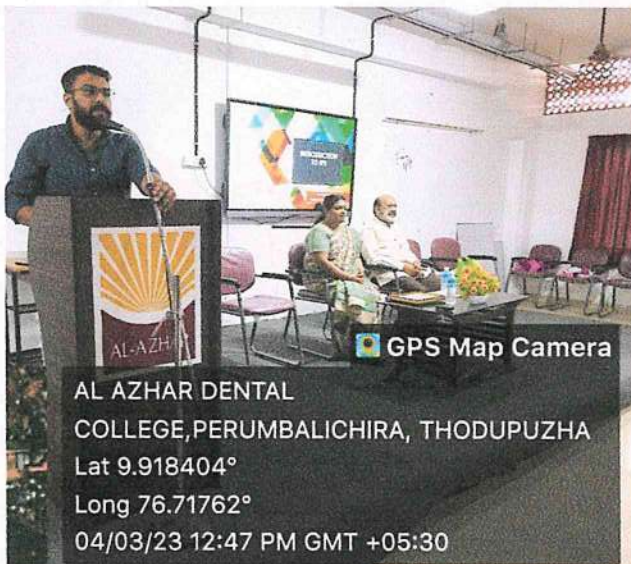 INTRODUCTION
AL-AZHA
GPS Map Camera
AL AZHAR DENTAL
COLLEGE,PERUMBALICHIRA, THODUPUZHA
Lat 9.918404°
Long 76.71762°
04/03/23 12:47 PM GMT +05:30